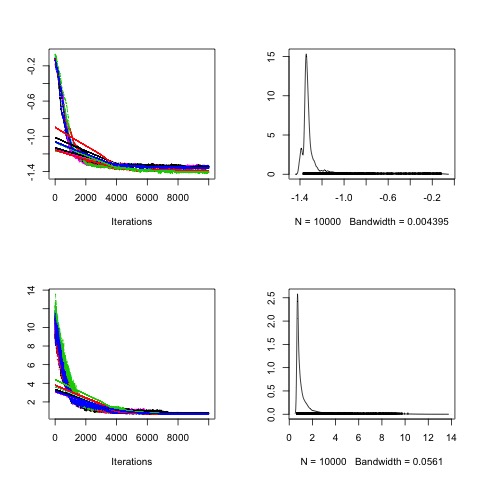 -0.2
-0.6
-1.0
-1.4
0 2000 4000 6000 8000
Iterations
15
10
5
0
-1.4 -1.0 -0.6 -0.2
N = 10000 Bandwidth = 0.004395
14
10
8
6
4
2
0 2000 4000 6000 8000
Iterations
2.5
2.0
1.5
1.0
0.5
0.0
0 2 4 6 8 10 12 14
N = 10000 Bandwidth = 0.0561